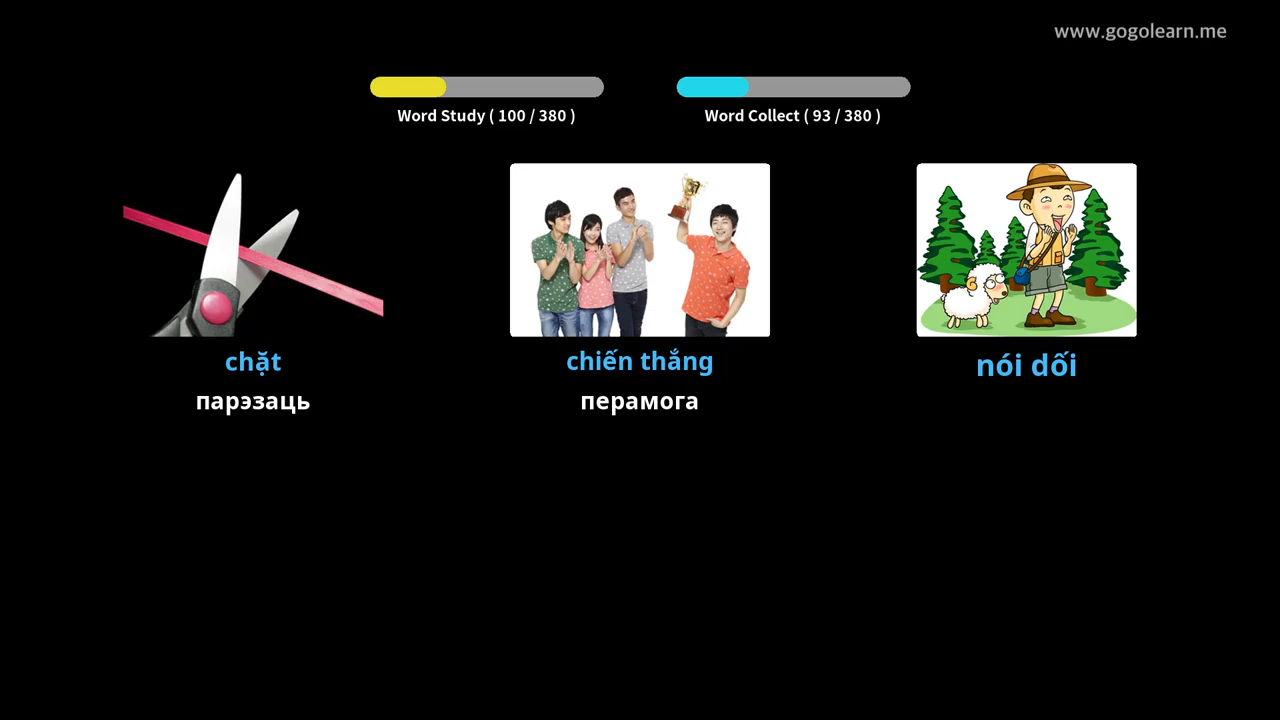 www.gogolearn.me
Word Study ( 100 / 380 )
Word Collect ( 93 / 380 )
chặt
парэзаць
chiến thắng
перамога
nói dối